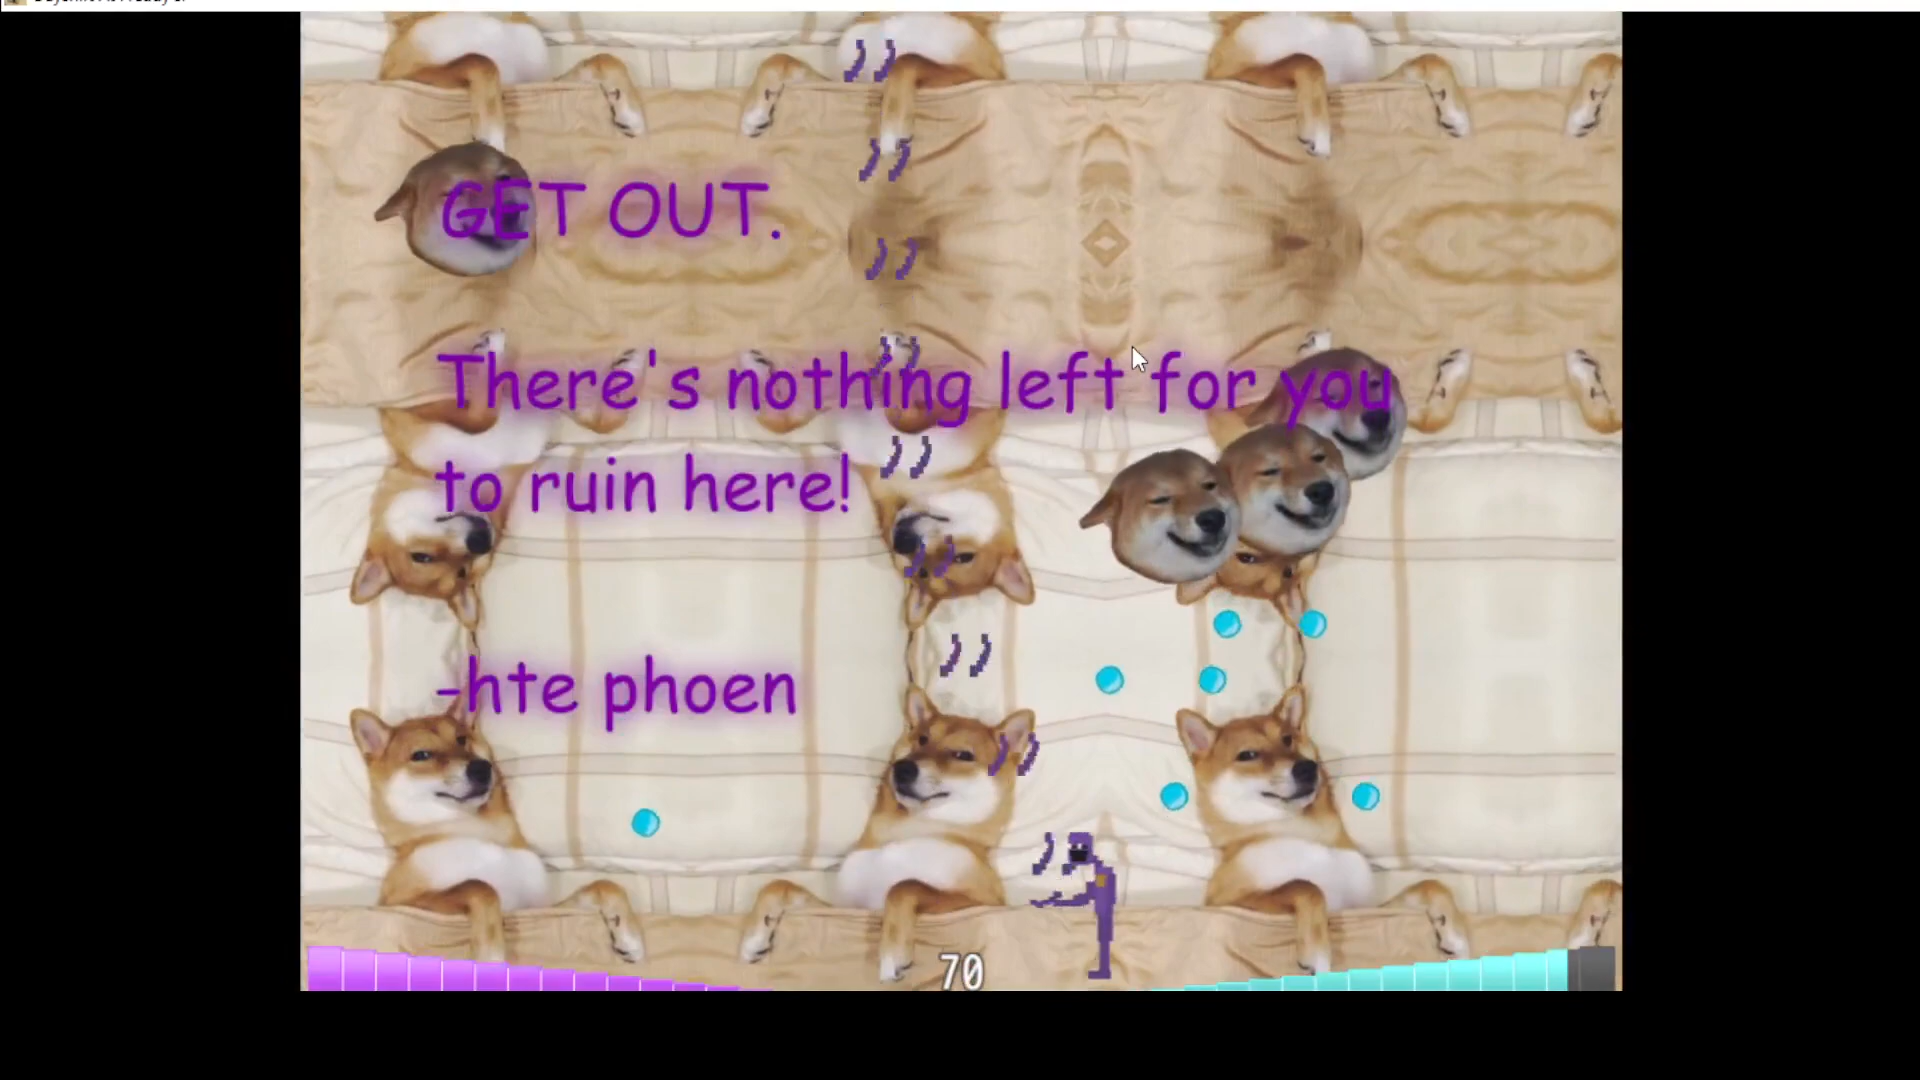 GET OUT.
There's nothing left for you
to ruin here!
-hte phoen
70